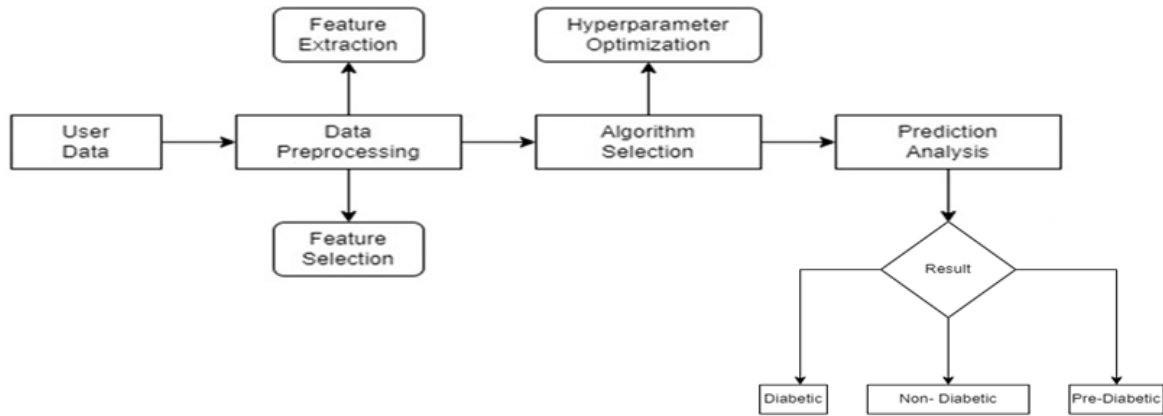 Feature
Extraction
Hyperparameter
Optimization
User
Data
Data
Preprocessing
Algorithm
Selection
Prediction
Analysis
Feature
Selection
Result
Diabetic
Non- Diabetic
Pre-Diabetic